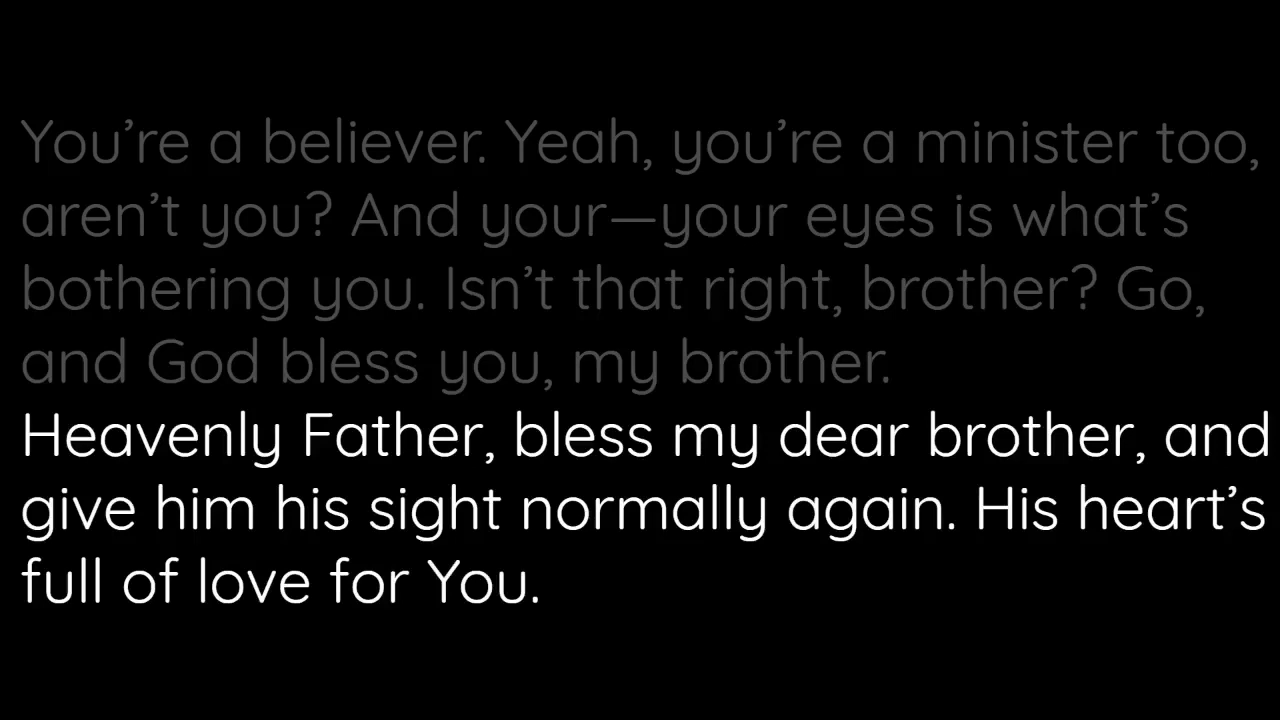 You’re a believer. Yeah, you’re a minister too,
aren’t you? And your—your eyes is what’s
bothering you. Isn’t that right, brother? Go,
and God bless you, my brother.
Heavenly Father, bless my dear brother, and
give him his sight normally again. His heart’s
full of love for You.